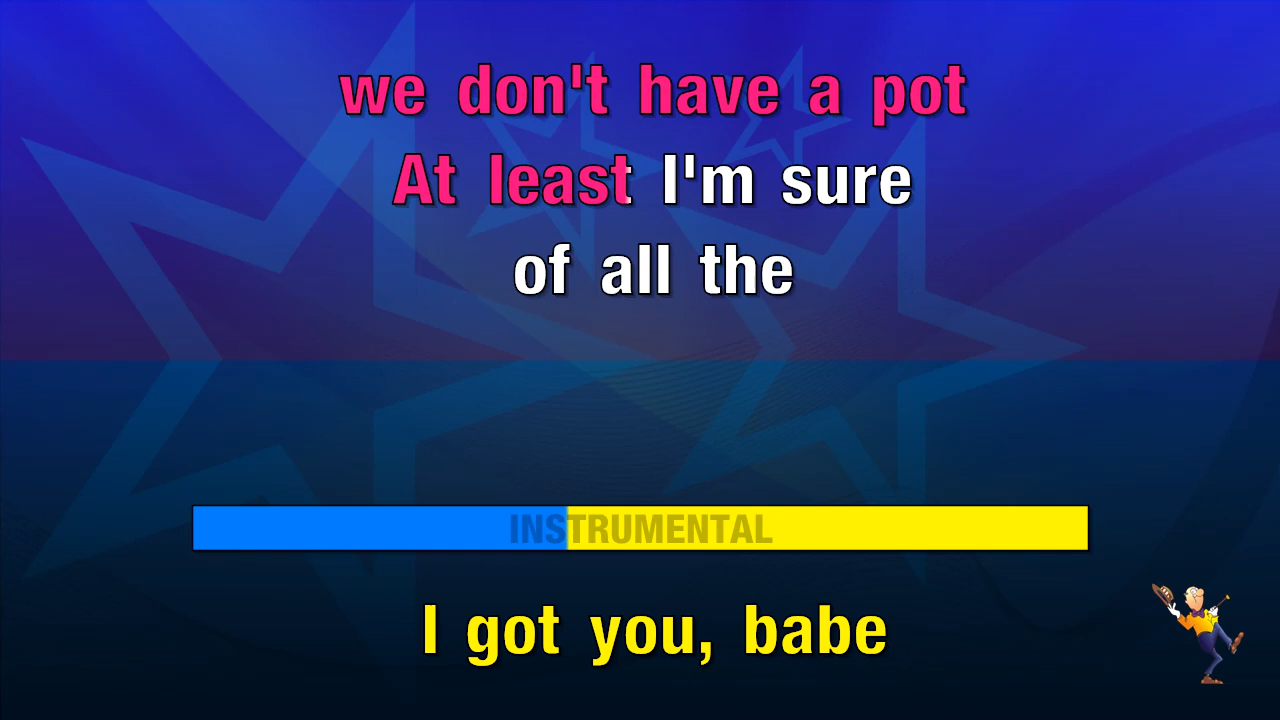 we don't have a pot
At least I'm sure
of all the
INSTRUMENTAL
I got you, babe